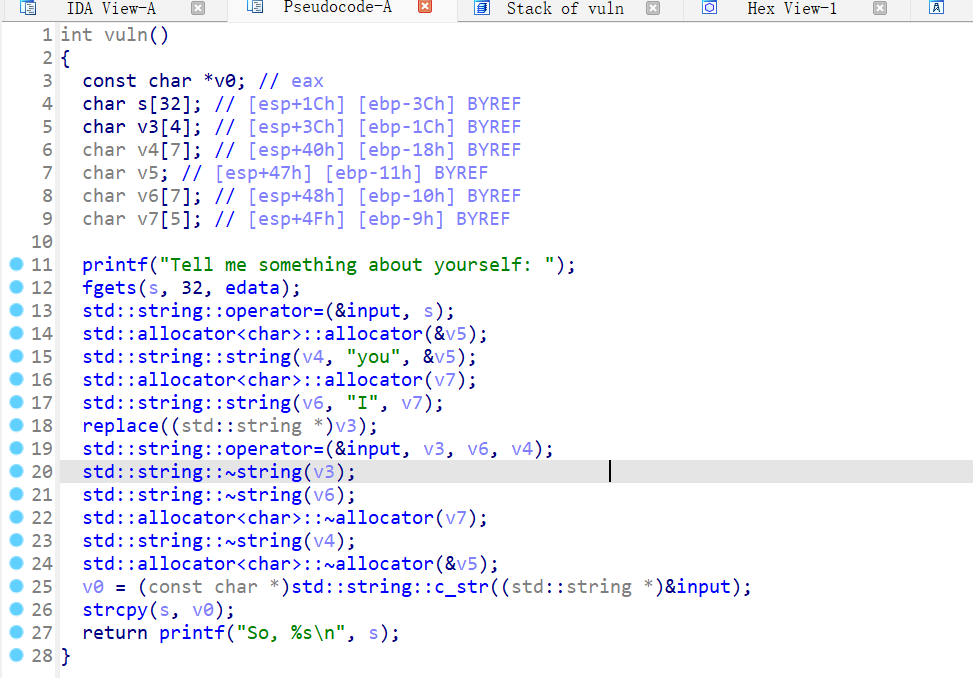 IDA View-A Pseudocode-A Stack of vuln Hex View-1 A
1 int vuln()
2 {
3   const char *v0; // eax
4   char s[32]; // [esp+1Ch] [ebp-3Ch] BYREF
5   char v3[4]; // [esp+3Ch] [ebp-1Ch] BYREF
6   char v4[7]; // [esp+40h] [ebp-18h] BYREF
7   char v5; // [esp+47h] [ebp-11h] BYREF
8   char v6[7]; // [esp+48h] [ebp-10h] BYREF
9   char v7[5]; // [esp+4Fh] [ebp-9h] BYREF
10
11   printf("Tell me something about yourself: ");
12   fgets(s, 32, edata);
13   std::string::operator=(&input, s);
14   std::allocator<char>::allocator(&v5);
15   std::string::string(v4, "you", &v5);
16   std::allocator<char>::allocator(v7);
17   std::string::string(v6, "I", v7);
18   replace((std::string *)v3);
19   std::string::operator=(&input, v3, v6, v4);
20   std::string::~string(v3);
21   std::string::~string(v6);
22   std::allocator<char>::~allocator(v7);
23   std::string::~string(v4);
24   std::allocator<char>::~allocator(&v5);
25   v0 = (const char *)std::string::c_str((std::string *)&input);
26   strcpy(s, v0);
27   return printf("So, %s\n", s);
28 }